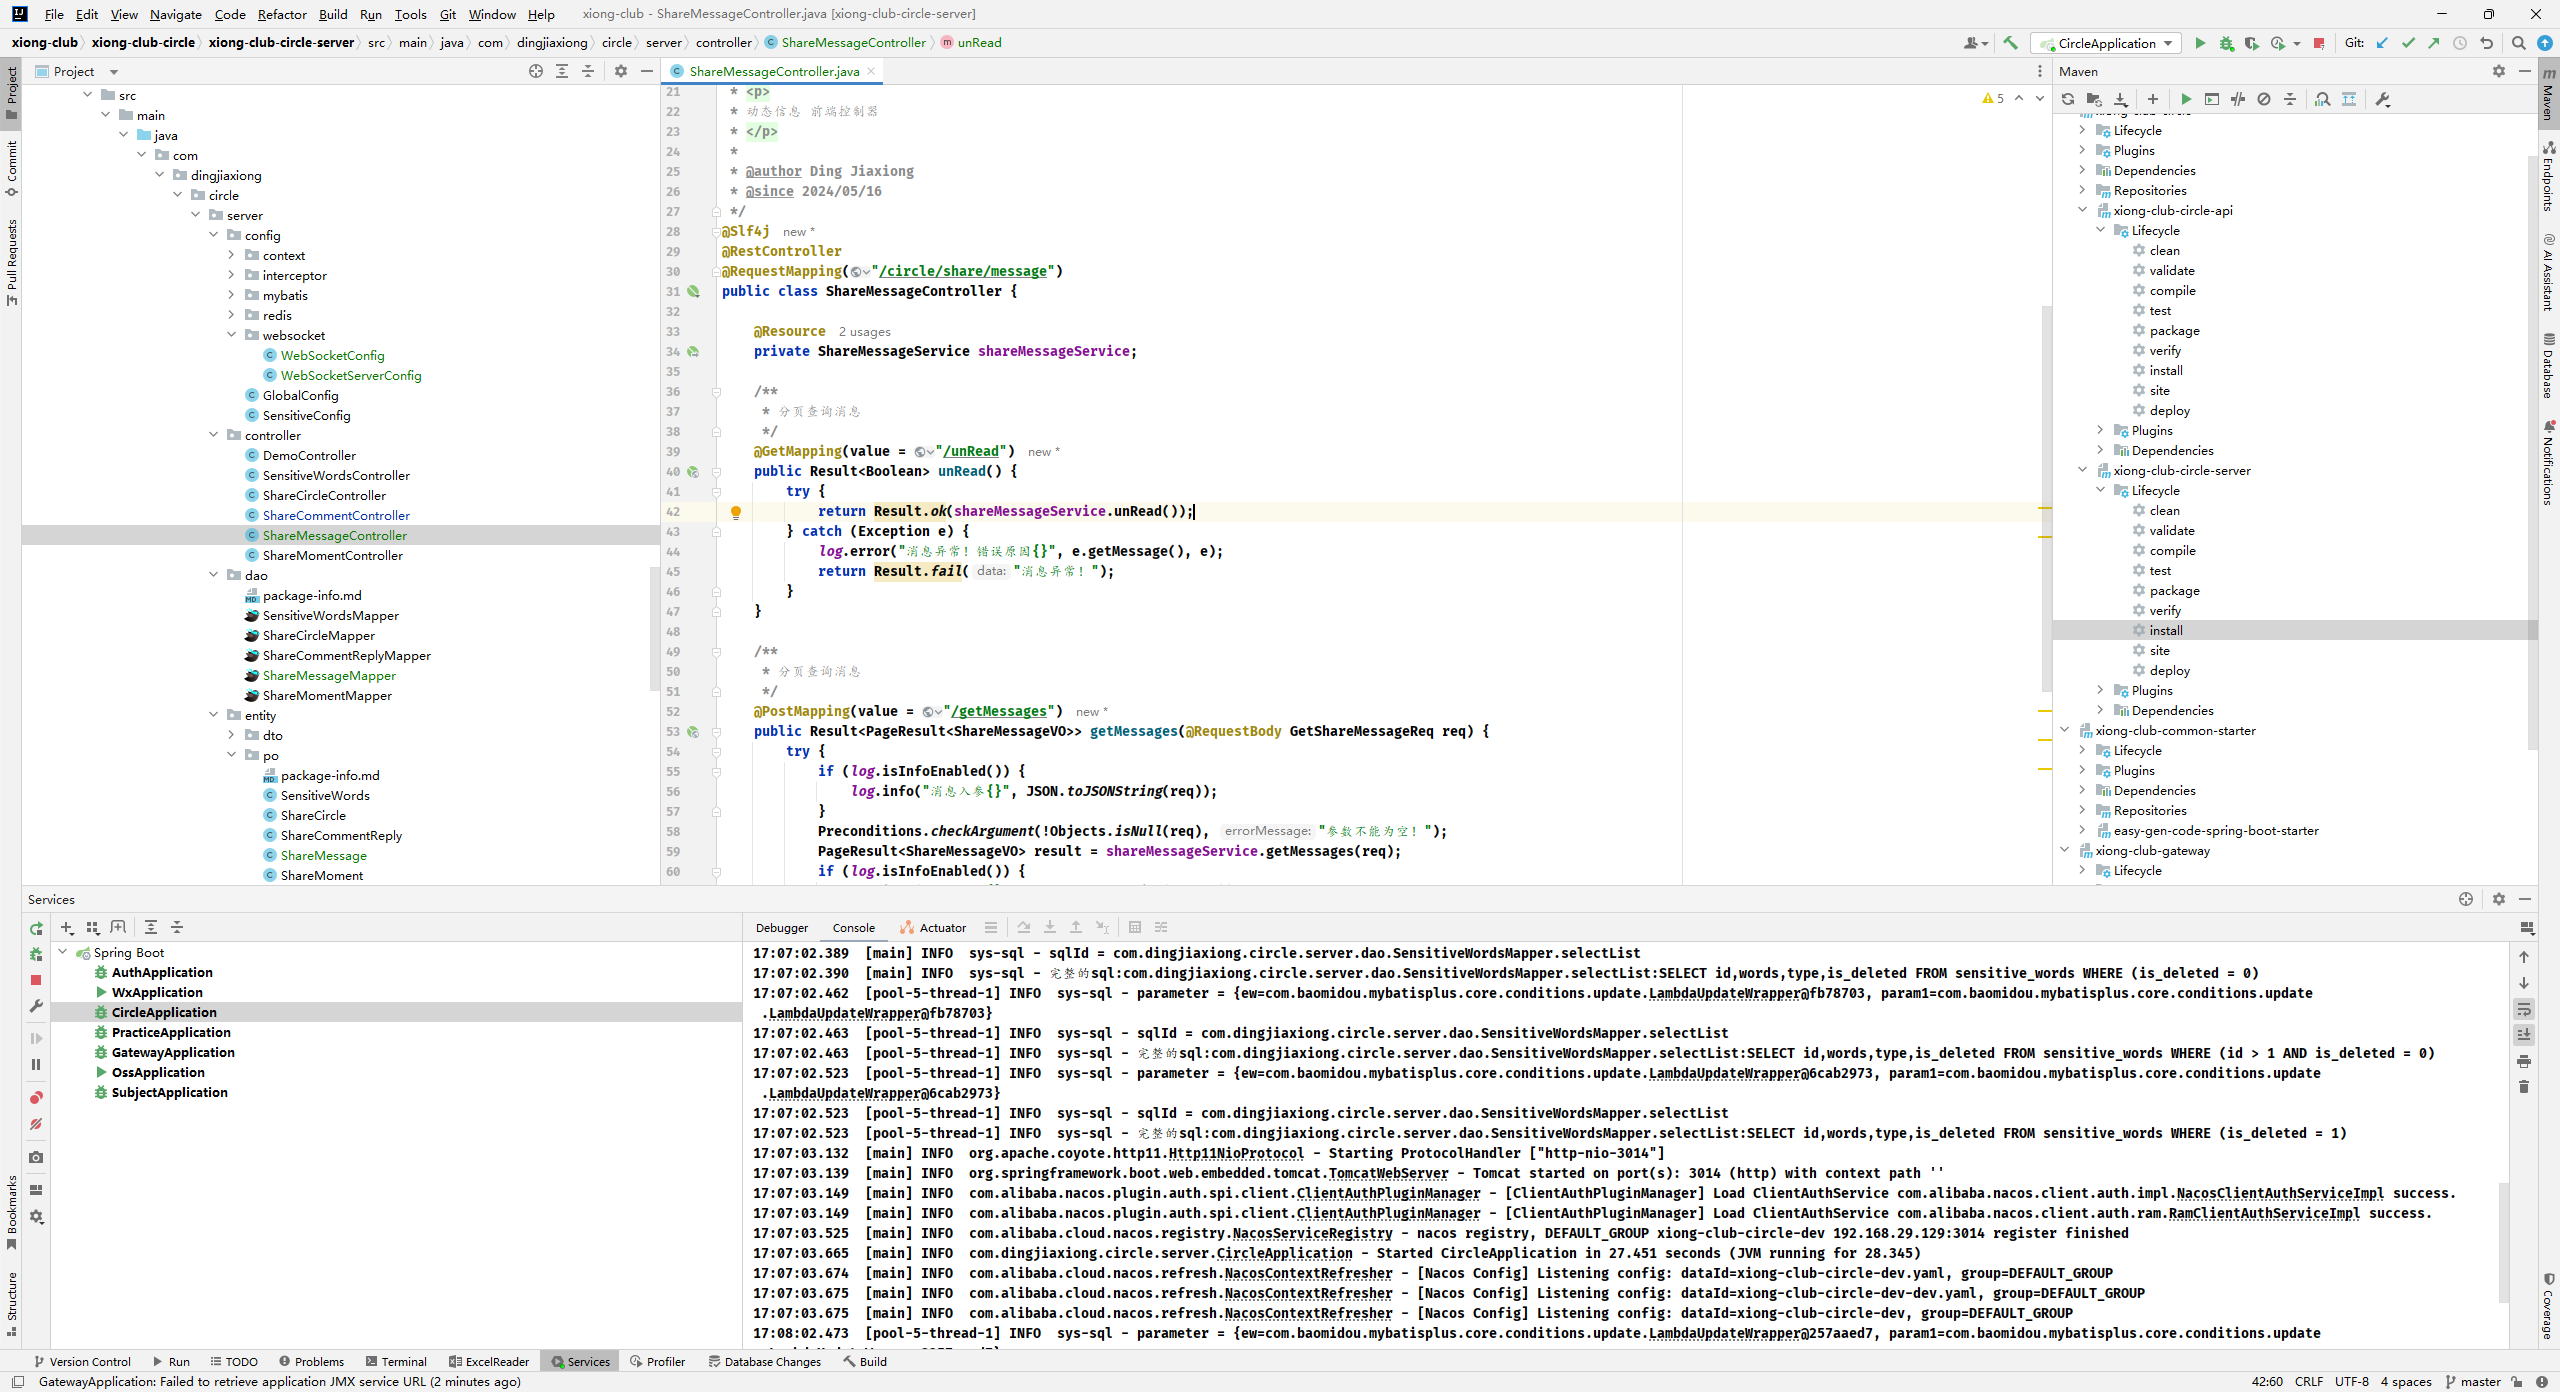 File Edit View Navigate Code Refactor Build Run Tools Git Window Help xiong-club - ShareMessageController.java [xiong-club-circle-server]
xiong-club xiong-club-circle xiong-club-circle-server src main java com dingjiaxiong circle server controller ShareMessageController unRead
CircleApplication Git:
Project
Commit
Pull Requests
Bookmarks
Structure
Project
src
main
java
com
dingjiaxiong
circle
server
config
context
interceptor
mybatis
redis
websocket
WebSocketConfig
WebSocketServerConfig
GlobalConfig
SensitiveConfig
controller
DemoController
SensitiveWordsController
ShareCircleController
ShareCommentController
ShareMessageController
ShareMomentController
dao
package-info.md
SensitiveWordsMapper
ShareCircleMapper
ShareCommentReplyMapper
ShareMessageMapper
ShareMomentMapper
entity
dto
po
package-info.md
SensitiveWords
ShareCircle
ShareCommentReply
ShareMessage
ShareMoment
ShareMessageController.java
5
21 * <p>
22 * 动态信息 前端控制器
23 * </p>
24 *
25 * @author Ding Jiaxiong
26 * @since 2024/05/16
27 */
28 @Slf4j new *
29 @RestController
30 @RequestMapping("/circle/share/message")
31 public class ShareMessageController {
32
33 @Resource 2 usages
34 private ShareMessageService shareMessageService;
35
36 /**
37 * 分页查询消息
38 */
39 @GetMapping(value = "/unRead") new *
40 public Result<Boolean> unRead() {
41 try {
42 return Result.ok(shareMessageService.unRead());
43 } catch (Exception e) {
44 log.error("消息异常！错误原因{}", e.getMessage(), e);
45 return Result.fail( data: "消息异常！");
46 }
47 }
48
49 /**
50 * 分页查询消息
51 */
52 @PostMapping(value = "/getMessages") new *
53 public Result<PageResult<ShareMessageVO>> getMessages(@RequestBody GetShareMessageReq req) {
54 try {
55 if (log.isInfoEnabled()) {
56 log.info("消息入参{}", JSON.toJSONString(req));
57 }
58 Preconditions.checkArgument(!Objects.isNull(req), errorMessage: "参数不能为空！");
59 PageResult<ShareMessageVO> result = shareMessageService.getMessages(req);
60 if (log.isInfoEnabled()) {
Maven
xiong-club-circle
Lifecycle
Plugins
Dependencies
Repositories
xiong-club-circle-api
Lifecycle
clean
validate
compile
test
package
verify
install
site
deploy
Plugins
Dependencies
xiong-club-circle-server
Lifecycle
clean
validate
compile
test
package
verify
install
site
deploy
Plugins
Dependencies
xiong-club-common-starter
Lifecycle
Plugins
Dependencies
Repositories
easy-gen-code-spring-boot-starter
xiong-club-gateway
Lifecycle
Maven
Endpoints
AI Assistant
Database
Notifications
Coverage
Services
Spring Boot
AuthApplication
WxApplication
CircleApplication
PracticeApplication
GatewayApplication
OssApplication
SubjectApplication
Debugger Console Actuator
17:07:02.389 [main] INFO sys-sql - sqlId = com.dingjiaxiong.circle.server.dao.SensitiveWordsMapper.selectList
17:07:02.390 [main] INFO sys-sql - 完整的sql:com.dingjiaxiong.circle.server.dao.SensitiveWordsMapper.selectList:SELECT id,words,type,is_deleted FROM sensitive_words WHERE (is_deleted = 0)
17:07:02.462 [pool-5-thread-1] INFO sys-sql - parameter = {ew=com.baomidou.mybatisplus.core.conditions.update.LambdaUpdateWrapper@fb78703, param1=com.baomidou.mybatisplus.core.conditions.update
.LambdaUpdateWrapper@fb78703}
17:07:02.463 [pool-5-thread-1] INFO sys-sql - sqlId = com.dingjiaxiong.circle.server.dao.SensitiveWordsMapper.selectList
17:07:02.463 [pool-5-thread-1] INFO sys-sql - 完整的sql:com.dingjiaxiong.circle.server.dao.SensitiveWordsMapper.selectList:SELECT id,words,type,is_deleted FROM sensitive_words WHERE (id > 1 AND is_deleted = 0)
17:07:02.523 [pool-5-thread-1] INFO sys-sql - parameter = {ew=com.baomidou.mybatisplus.core.conditions.update.LambdaUpdateWrapper@6cab2973, param1=com.baomidou.mybatisplus.core.conditions.update
.LambdaUpdateWrapper@6cab2973}
17:07:02.523 [pool-5-thread-1] INFO sys-sql - sqlId = com.dingjiaxiong.circle.server.dao.SensitiveWordsMapper.selectList
17:07:02.523 [pool-5-thread-1] INFO sys-sql - 完整的sql:com.dingjiaxiong.circle.server.dao.SensitiveWordsMapper.selectList:SELECT id,words,type,is_deleted FROM sensitive_words WHERE (is_deleted = 1)
17:07:03.132 [main] INFO org.apache.coyote.http11.Http11NioProtocol - Starting ProtocolHandler ["http-nio-3014"]
17:07:03.139 [main] INFO org.springframework.boot.web.embedded.tomcat.TomcatWebServer - Tomcat started on port(s): 3014 (http) with context path ''
17:07:03.149 [main] INFO com.alibaba.nacos.plugin.auth.spi.client.ClientAuthPluginManager - [ClientAuthPluginManager] Load ClientAuthService com.alibaba.nacos.client.auth.impl.NacosClientAuthServiceImpl success.
17:07:03.149 [main] INFO com.alibaba.nacos.plugin.auth.spi.client.ClientAuthPluginManager - [ClientAuthPluginManager] Load ClientAuthService com.alibaba.nacos.client.auth.ram.RamClientAuthServiceImpl success.
17:07:03.525 [main] INFO com.alibaba.cloud.nacos.registry.NacosServiceRegistry - nacos registry, DEFAULT_GROUP xiong-club-circle-dev 192.168.29.129:3014 register finished
17:07:03.665 [main] INFO com.dingjiaxiong.circle.server.CircleApplication - Started CircleApplication in 27.451 seconds (JVM running for 28.345)
17:07:03.674 [main] INFO com.alibaba.cloud.nacos.refresh.NacosContextRefresher - [Nacos Config] Listening config: dataId=xiong-club-circle-dev.yaml, group=DEFAULT_GROUP
17:07:03.675 [main] INFO com.alibaba.cloud.nacos.refresh.NacosContextRefresher - [Nacos Config] Listening config: dataId=xiong-club-circle-dev-dev.yaml, group=DEFAULT_GROUP
17:07:03.675 [main] INFO com.alibaba.cloud.nacos.refresh.NacosContextRefresher - [Nacos Config] Listening config: dataId=xiong-club-circle-dev, group=DEFAULT_GROUP
17:08:02.473 [pool-5-thread-1] INFO sys-sql - parameter = {ew=com.baomidou.mybatisplus.core.conditions.update.LambdaUpdateWrapper@257aaed7, param1=com.baomidou.mybatisplus.core.conditions.update
Version Control Run TODO Problems Terminal ExcelReader Services Profiler Database Changes Build
GatewayApplication: Failed to retrieve application JMX service URL (2 minutes ago) 42:60 CRLF UTF-8 4 spaces master